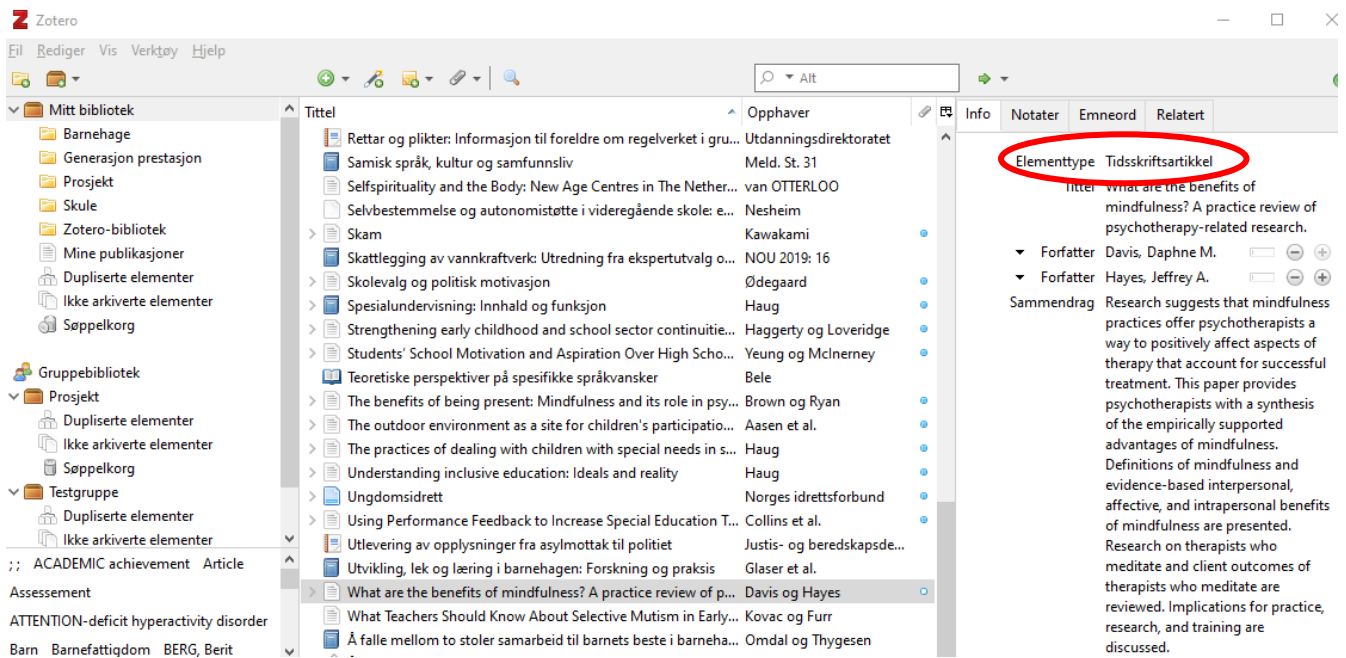 Zotero
Fil Rediger Vis Verktøy Hjelp
Alt
Mitt bibliotek
Barnehage
Generasjon prestasjon
Prosjekt
Skule
Zotero-bibliotek
Mine publikasjoner
Dupliserte elementer
Ikke arkiverte elementer
Søppelkorg
Gruppebibliotek
Prosjekt
Dupliserte elementer
Ikke arkiverte elementer
Søppelkorg
Testgruppe
Dupliserte elementer
Ikke arkiverte elementer
;; ACADEMIC achievement Article
Assessement
ATTENTION-deficit hyperactivity disorder
Barn Barnefattigdom BERG, Berit
Tittel Opphaver
Rettar og plikter: Informasjon til foreldre om regelverket i gru... Utdanningsdirektoratet
Samisk språk, kultur og samfunnsliv Meld. St. 31
Selfspirituality and the Body: New Age Centres in The Nether... van OTTERLOO
Selvbestemmelse og autonomistøtte i videregående skole: e... Nesheim
Skam Kawakami
Skattlegging av vannkraftverk: Utredning fra ekspertutvalg o... NOU 2019: 16
Skolevalg og politisk motivasjon Ødegaard
Spesialundervisning: Innhald og funksjon Haug
Strengthening early childhood and school sector continuitie... Haggerty og Loveridge
Students' School Motivation and Aspiration Over High Scho... Yeung og McInerney
Teoretiske perspektiver på spesifikke språkvansker Bele
The benefits of being present: Mindfulness and its role in psy... Brown og Ryan
The outdoor environment as a site for children's participatio... Aasen et al.
The practices of dealing with children with special needs in s... Haug
Understanding inclusive education: Ideals and reality Haug
Ungdomsidrett Norges idrettsforbund
Using Performance Feedback to Increase Special Education T... Collins et al.
Utlevering av opplysninger fra asylmottak til politiet Justis- og beredskapsde...
Utvikling, lek og læring i barnehagen: Forskning og praksis Glaser et al.
What are the benefits of mindfulness? A practice review of p... Davis og Hayes
What Teachers Should Know About Selective Mutism in Early... Kovac og Furr
Å falle mellom to stoler samarbeid til barnets beste i barneha... Omdal og Thygesen
Info Notater Emneord Relatert
Elementtype Tidsskriftsartikkel
Tittel What are the benefits of
mindfulness? A practice review of
psychotherapy-related research.
Forfatter Davis, Daphne M.
Forfatter Hayes, Jeffrey A.
Sammendrag Research suggests that mindfulness
practices offer psychotherapists a
way to positively affect aspects of
therapy that account for successful
treatment. This paper provides
psychotherapists with a synthesis
of the empirically supported
advantages of mindfulness.
Definitions of mindfulness and
evidence-based interpersonal,
affective, and intrapersonal benefits
of mindfulness are presented.
Research on therapists who
meditate and client outcomes of
therapists who meditate are
reviewed. Implications for practice,
research, and training are
discussed.